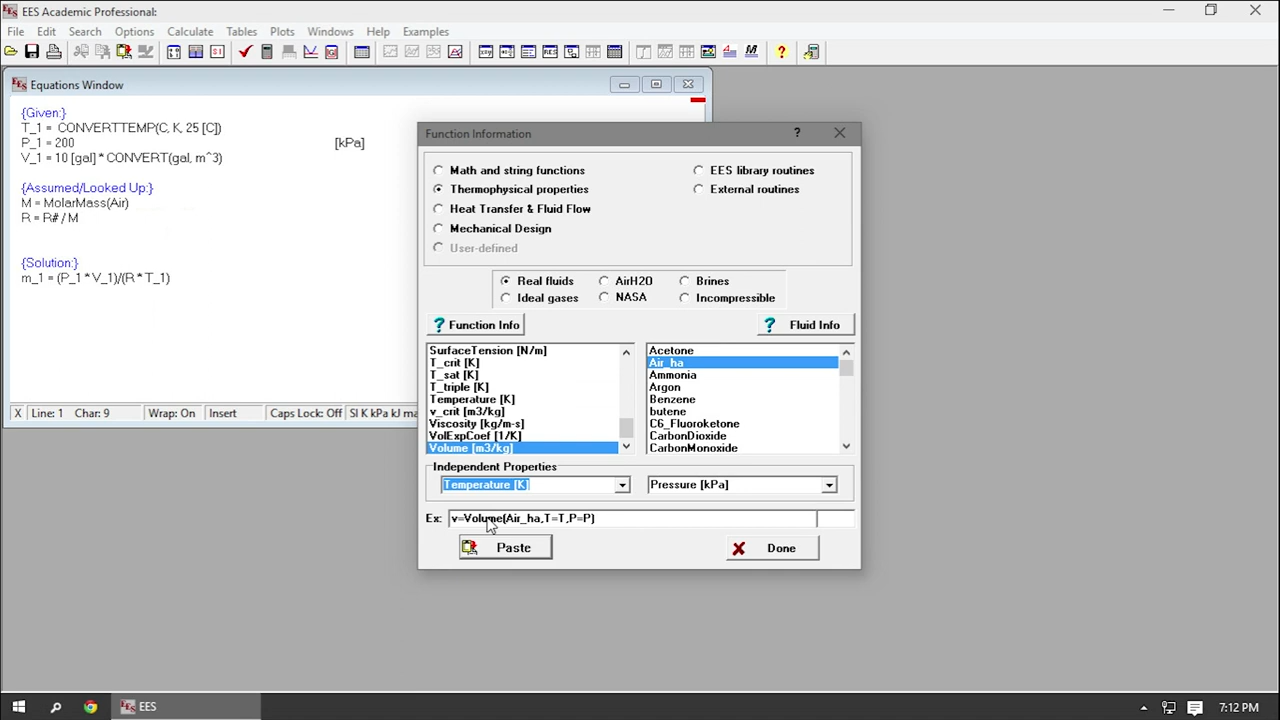 EES Academic Professional:
File Edit Search Options Calculate Tables Plots Windows Help Examples
Equations Window
{Given:}
T_1 = CONVERTTEMP(C, K, 25 [C])
P_1 = 200 [kPa]
V_1 = 10 [gal] * CONVERT(gal, m^3)
{Assumed/Looked Up:}
M = MolarMass(Air)
R = R# / M
{Solution:}
m_1 = (P_1 * V_1)/(R * T_1)
X Line: 1 Char: 9 Wrap: On Insert Caps Lock: Off SI K kPa kJ
Function Information ?
Math and string functions
EES library routines
Thermophysical properties
External routines
Heat Transfer & Fluid Flow
Mechanical Design
User-defined
Real fluids AirH2O Brines
Ideal gases NASA Incompressible
? Function Info
? Fluid Info
SurfaceTension [N/m]
T_crit [K]
T_sat [K]
T_triple [K]
Temperature [K]
v_crit [m3/kg]
Viscosity [kg/m-s]
VolExpCoef [1/K]
Volume [m3/kg]
Acetone
Air_ha
Ammonia
Argon
Benzene
butene
C6_Fluoroketone
CarbonDioxide
CarbonMonoxide
Independent Properties
Temperature [K]
Pressure [kPa]
Ex: v=Volume(Air_ha,T=T,P=P)
Paste
Done
EES
7:12 PM